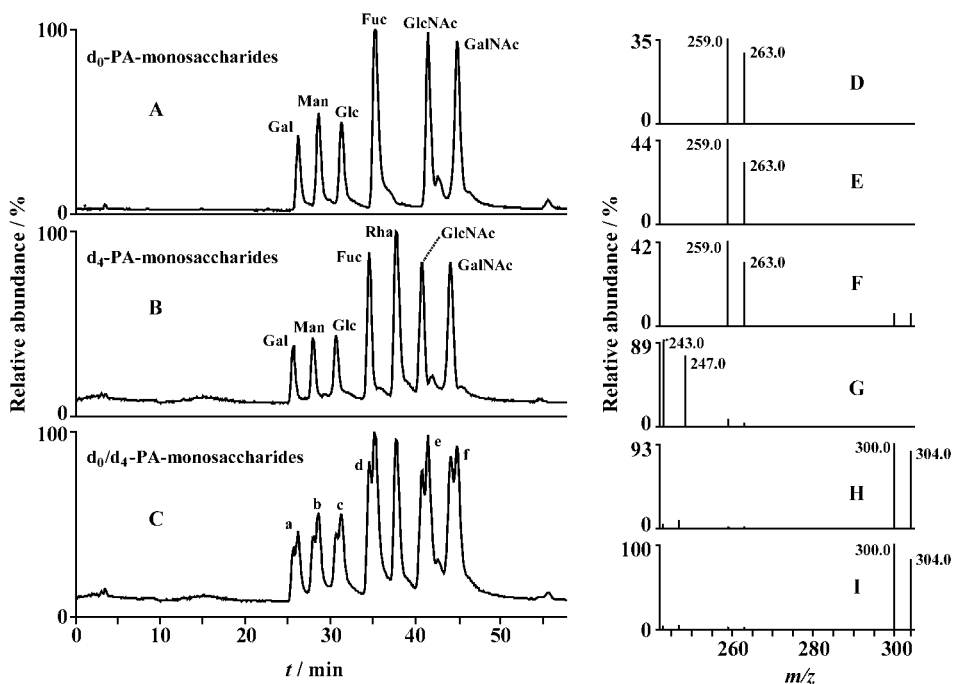 100
d0-PA-monosaccharides
A
Gal
Man
Glc
Fuc
GlcNAc
GalNAc
0
100
d4-PA-monosaccharides
B
Gal
Man
Glc
Fuc
Rha
GlcNAc
GalNAc
0
100
d0/d4-PA-monosaccharides
C
a
b
c
d
e
f
0
0
10
20
30
40
50
t / min
Relative abundance / %
Relative abundance / %
35
259.0
263.0
D
0
44
259.0
263.0
E
0
42
259.0
263.0
F
0
89
243.0
247.0
G
0
93
300.0
304.0
H
0
100
300.0
304.0
I
0
260
280
300
m/z